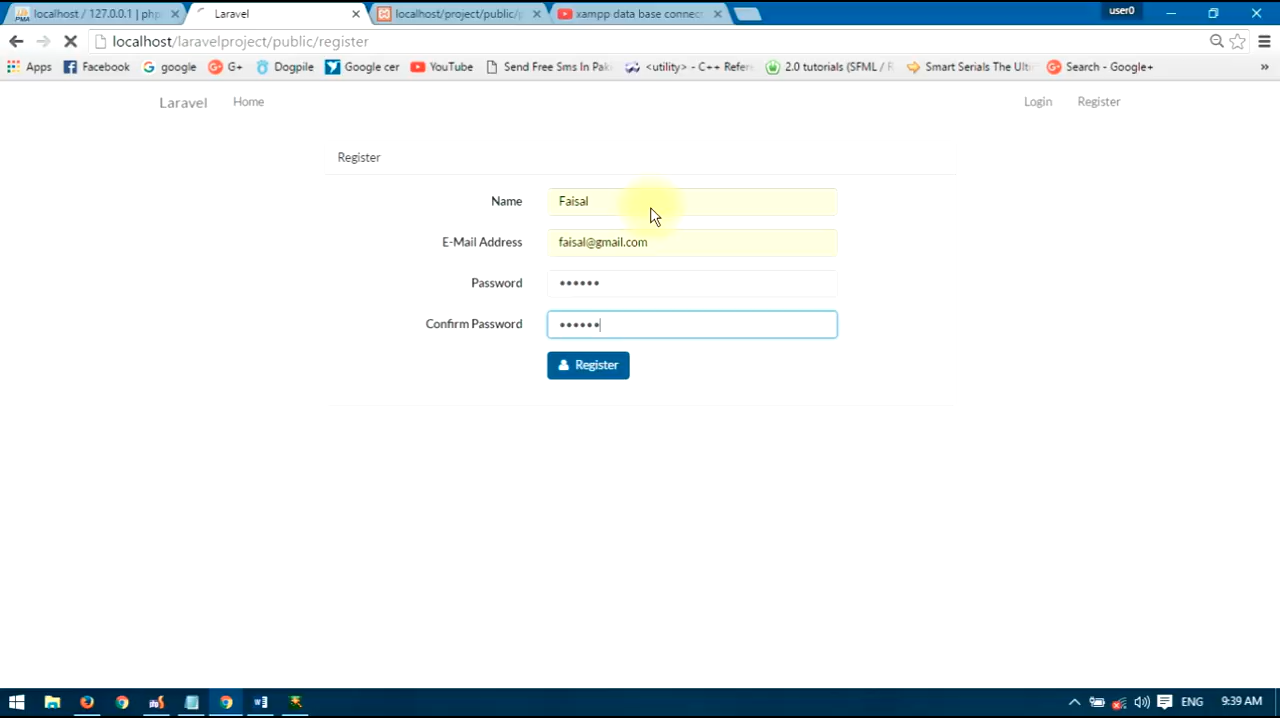 localhost / 127.0.0.1 | php
Laravel
localhost/project/public/p
xampp data base connect
user0
localhost/laravelproject/public/register
Apps
Facebook
google
G+
Dogpile
Google cer
YouTube
Send Free Sms In Pak
<utility> - C++ Refere
2.0 tutorials (SFML / F
Smart Serials The Ulti
Search - Google+
»
Laravel
Home
Login
Register
Register
Name
Faisal
E-Mail Address
faisal@gmail.com
Password
••••••
Confirm Password
••••••
Register
ENG
9:39 AM